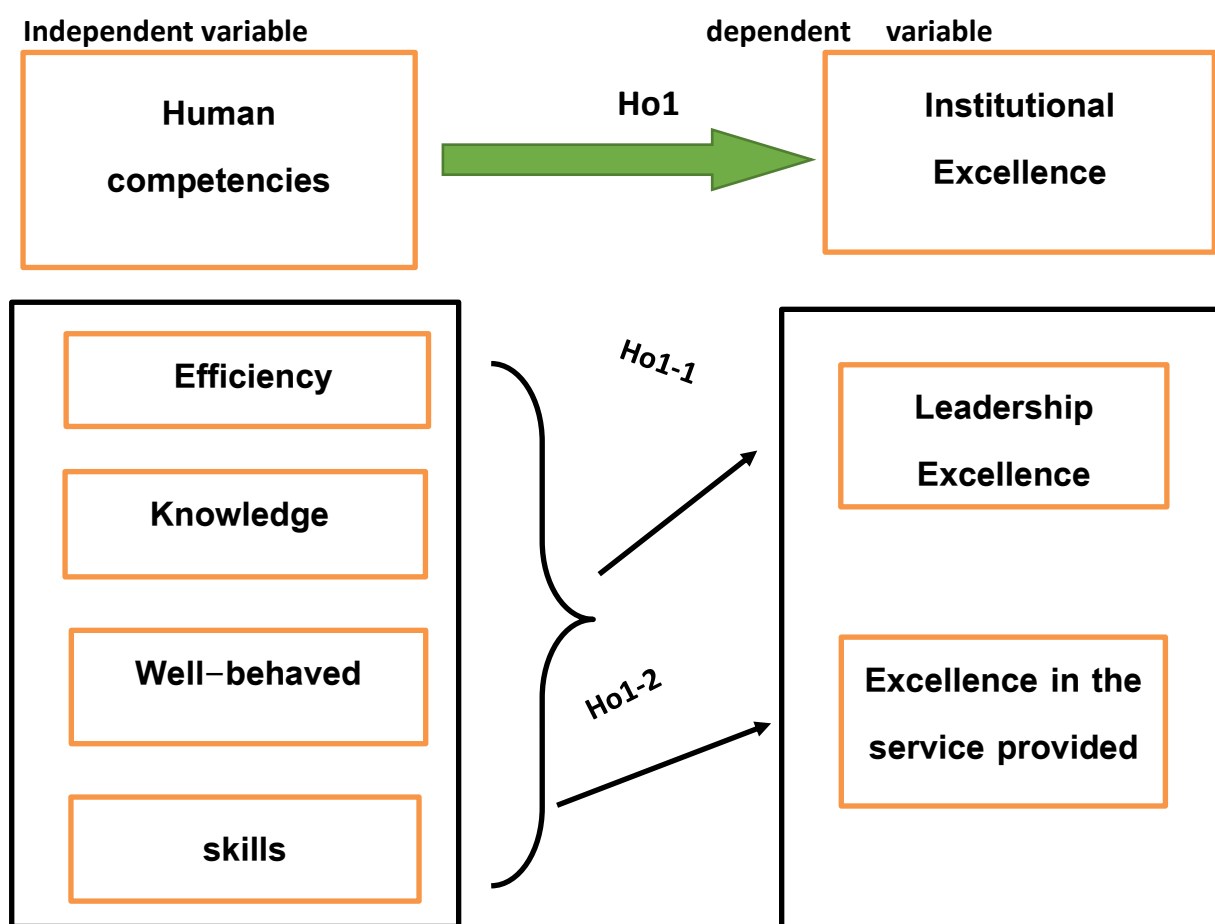 Independent variable
dependent variable
Human
competencies
Ho1
Institutional
Excellence
Efficiency
Knowledge
Well-behaved
skills
Ho1-1
Ho1-2
Leadership
Excellence
Excellence in the
service provided